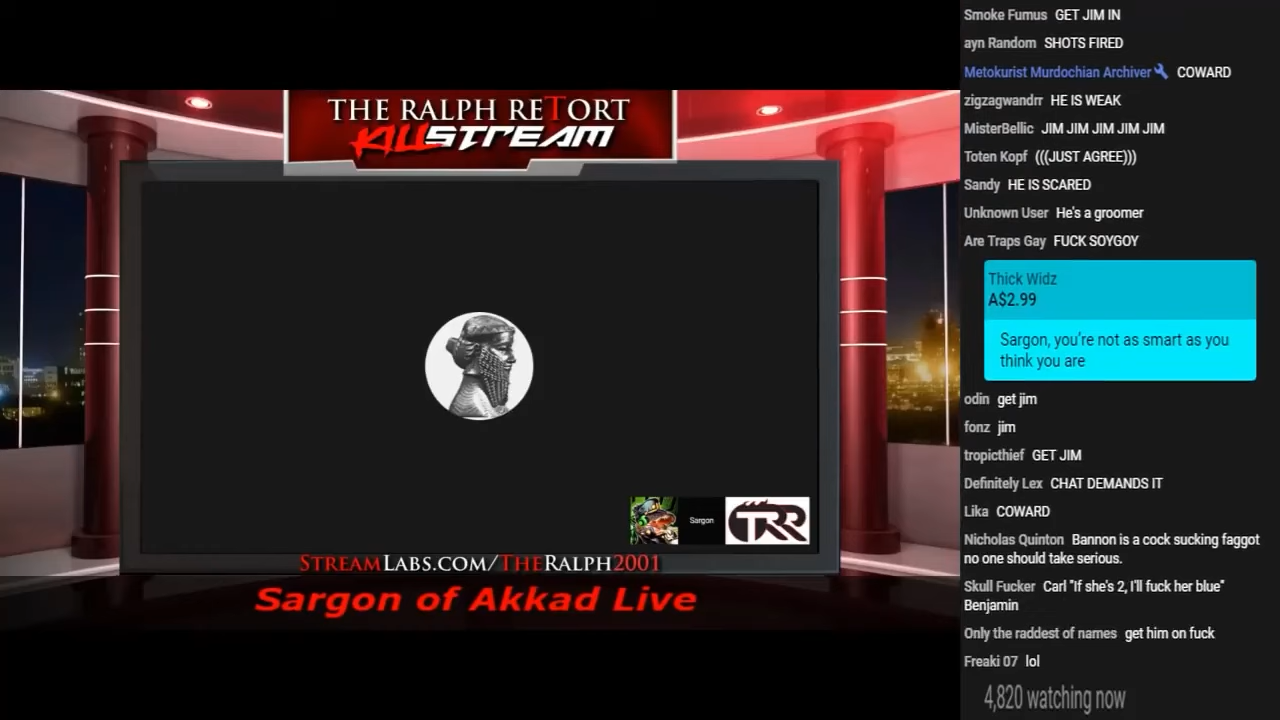 THE RALPH RETORT
KILLSTREAM
Sargon
TRR
STREAMLABS.COM/THERALPH2001
Sargon of Akkad Live
Smoke Fumus GET JIM IN
ayn Random SHOTS FIRED
Metokurist Murdochian Archiver COWARD
zigzagwandrr HE IS WEAK
MisterBellic JIM JIM JIM JIM JIM
Toten Kopf (((JUST AGREE)))
Sandy HE IS SCARED
Unknown User He's a groomer
Are Traps Gay FUCK SOYGOY
Thick Widz
A$2.99
Sargon, you're not as smart as you
think you are
odin get jim
fonz jim
tropicthief GET JIM
Definitely Lex CHAT DEMANDS IT
Lika COWARD
Nicholas Quinton Bannon is a cock sucking faggot
no one should take serious.
Skull Fucker Carl "If she's 2, I'll fuck her blue"
Benjamin
Only the raddest of names get him on fuck
Freaki 07 lol
4,820 watching now